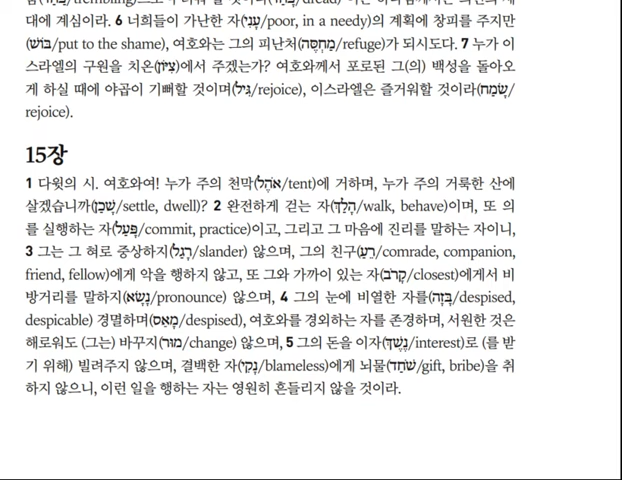 대에 계심이라. 6 너희들이 가난한 자(עָנִי/poor, in a needy)의 계획에 창피를 주지만
(בּוּשׁ/put to the shame), 여호와는 그의 피난처(מַחְסֶה/refuge)가 되시도다. 7 누가 이
스라엘의 구원을 치온(צִיּוֹן)에서 주겠는가? 여호와께서 포로된 그(의) 백성을 돌아오
게 하실 때에 야곱이 기뻐할 것이며(גִּיל/rejoice), 이스라엘은 즐거워할 것이라(שָׂמַח/
rejoice).
15장
1 다윗의 시. 여호와여! 누가 주의 천막(אֹהֶל/tent)에 거하며, 누가 주의 거룩한 산에
살겠습니까(שָׁכַן/settle, dwell)? 2 완전하게 걷는 자(הָלַךְ/walk, behave)이며, 또 의
를 실행하는 자(פָּעַל/commit, practice)이고, 그리고 그 마음에 진리를 말하는 자이니,
3 그는 그 혀로 중상하지(רָגַל/slander) 않으며, 그의 친구(רֵעַ/comrade, companion,
friend, fellow)에게 악을 행하지 않고, 또 그와 가까이 있는 자(קָרֹב/closest)에게서 비
방거리를 말하지(נָשָׂא/pronounce) 않으며, 4 그의 눈에 비열한 자를(בָּזָה/despised,
despicable) 경멸하며(מָאַס/despised), 여호와를 경외하는 자를 존경하며, 서원한 것은
해로워도 (그는) 바꾸지(מוּר/change) 않으며, 5 그의 돈을 이자(נֶשֶׁךְ/interest)로 (를 받
기 위해) 빌려주지 않으며, 결백한 자(נָקִי/blameless)에게 뇌물(שֹׁחַד/gift, bribe)을 취
하지 않으니, 이런 일을 행하는 자는 영원히 흔들리지 않을 것이라.